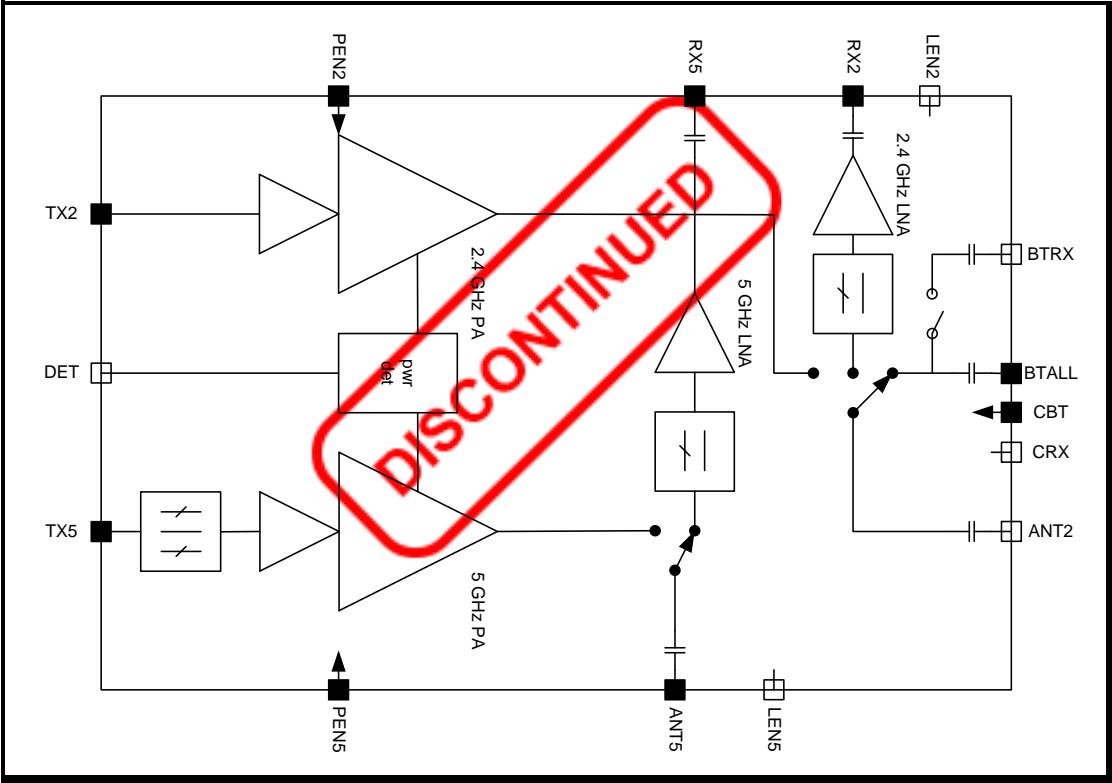 PEN2
RX5
RX2
LEN2
2.4 GHz LNA
TX2
BTRX
2.4 GHz PA
5 GHz LNA
DISCONTINUED
DET
pwr
det
BTALL
CBT
CRX
TX5
ANT2
5 GHz PA
PEN5
ANT5
LEN5